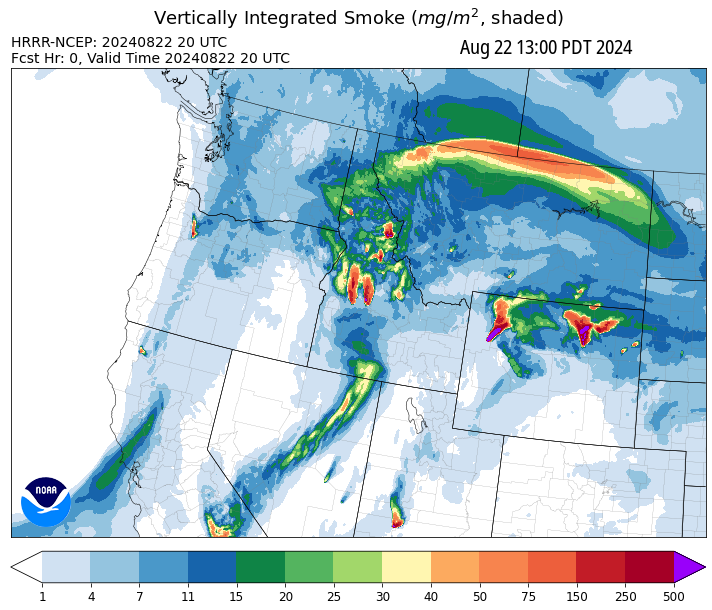 Vertically Integrated Smoke (mg/m², shaded)
HRRR-NCEP: 20240822 20 UTC
Fcst Hr: 0, Valid Time 20240822 20 UTC
Aug 22 13:00 PDT 2024
NOAA
1 4 7 11 15 20 25 30 40 50 75 150 250 500